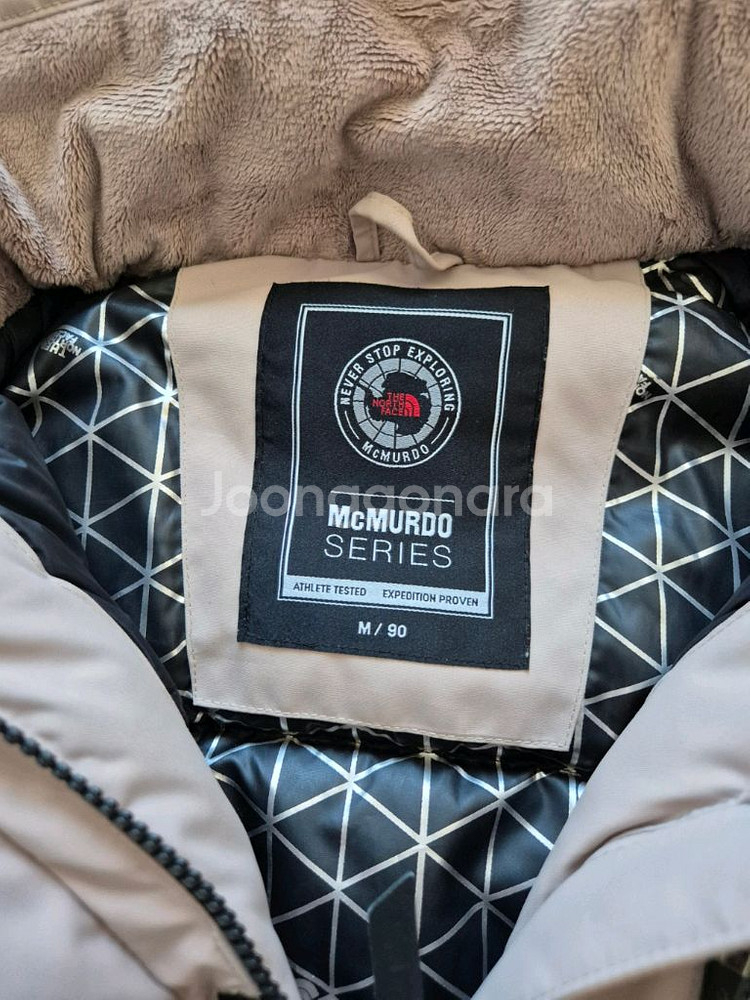 NEVER STOP EXPLORING
THE
NORTH
FACE
McMURDO
Joonggonara
McMURDO
SERIES
ATHLETE TESTED EXPEDITION PROVEN
M / 90